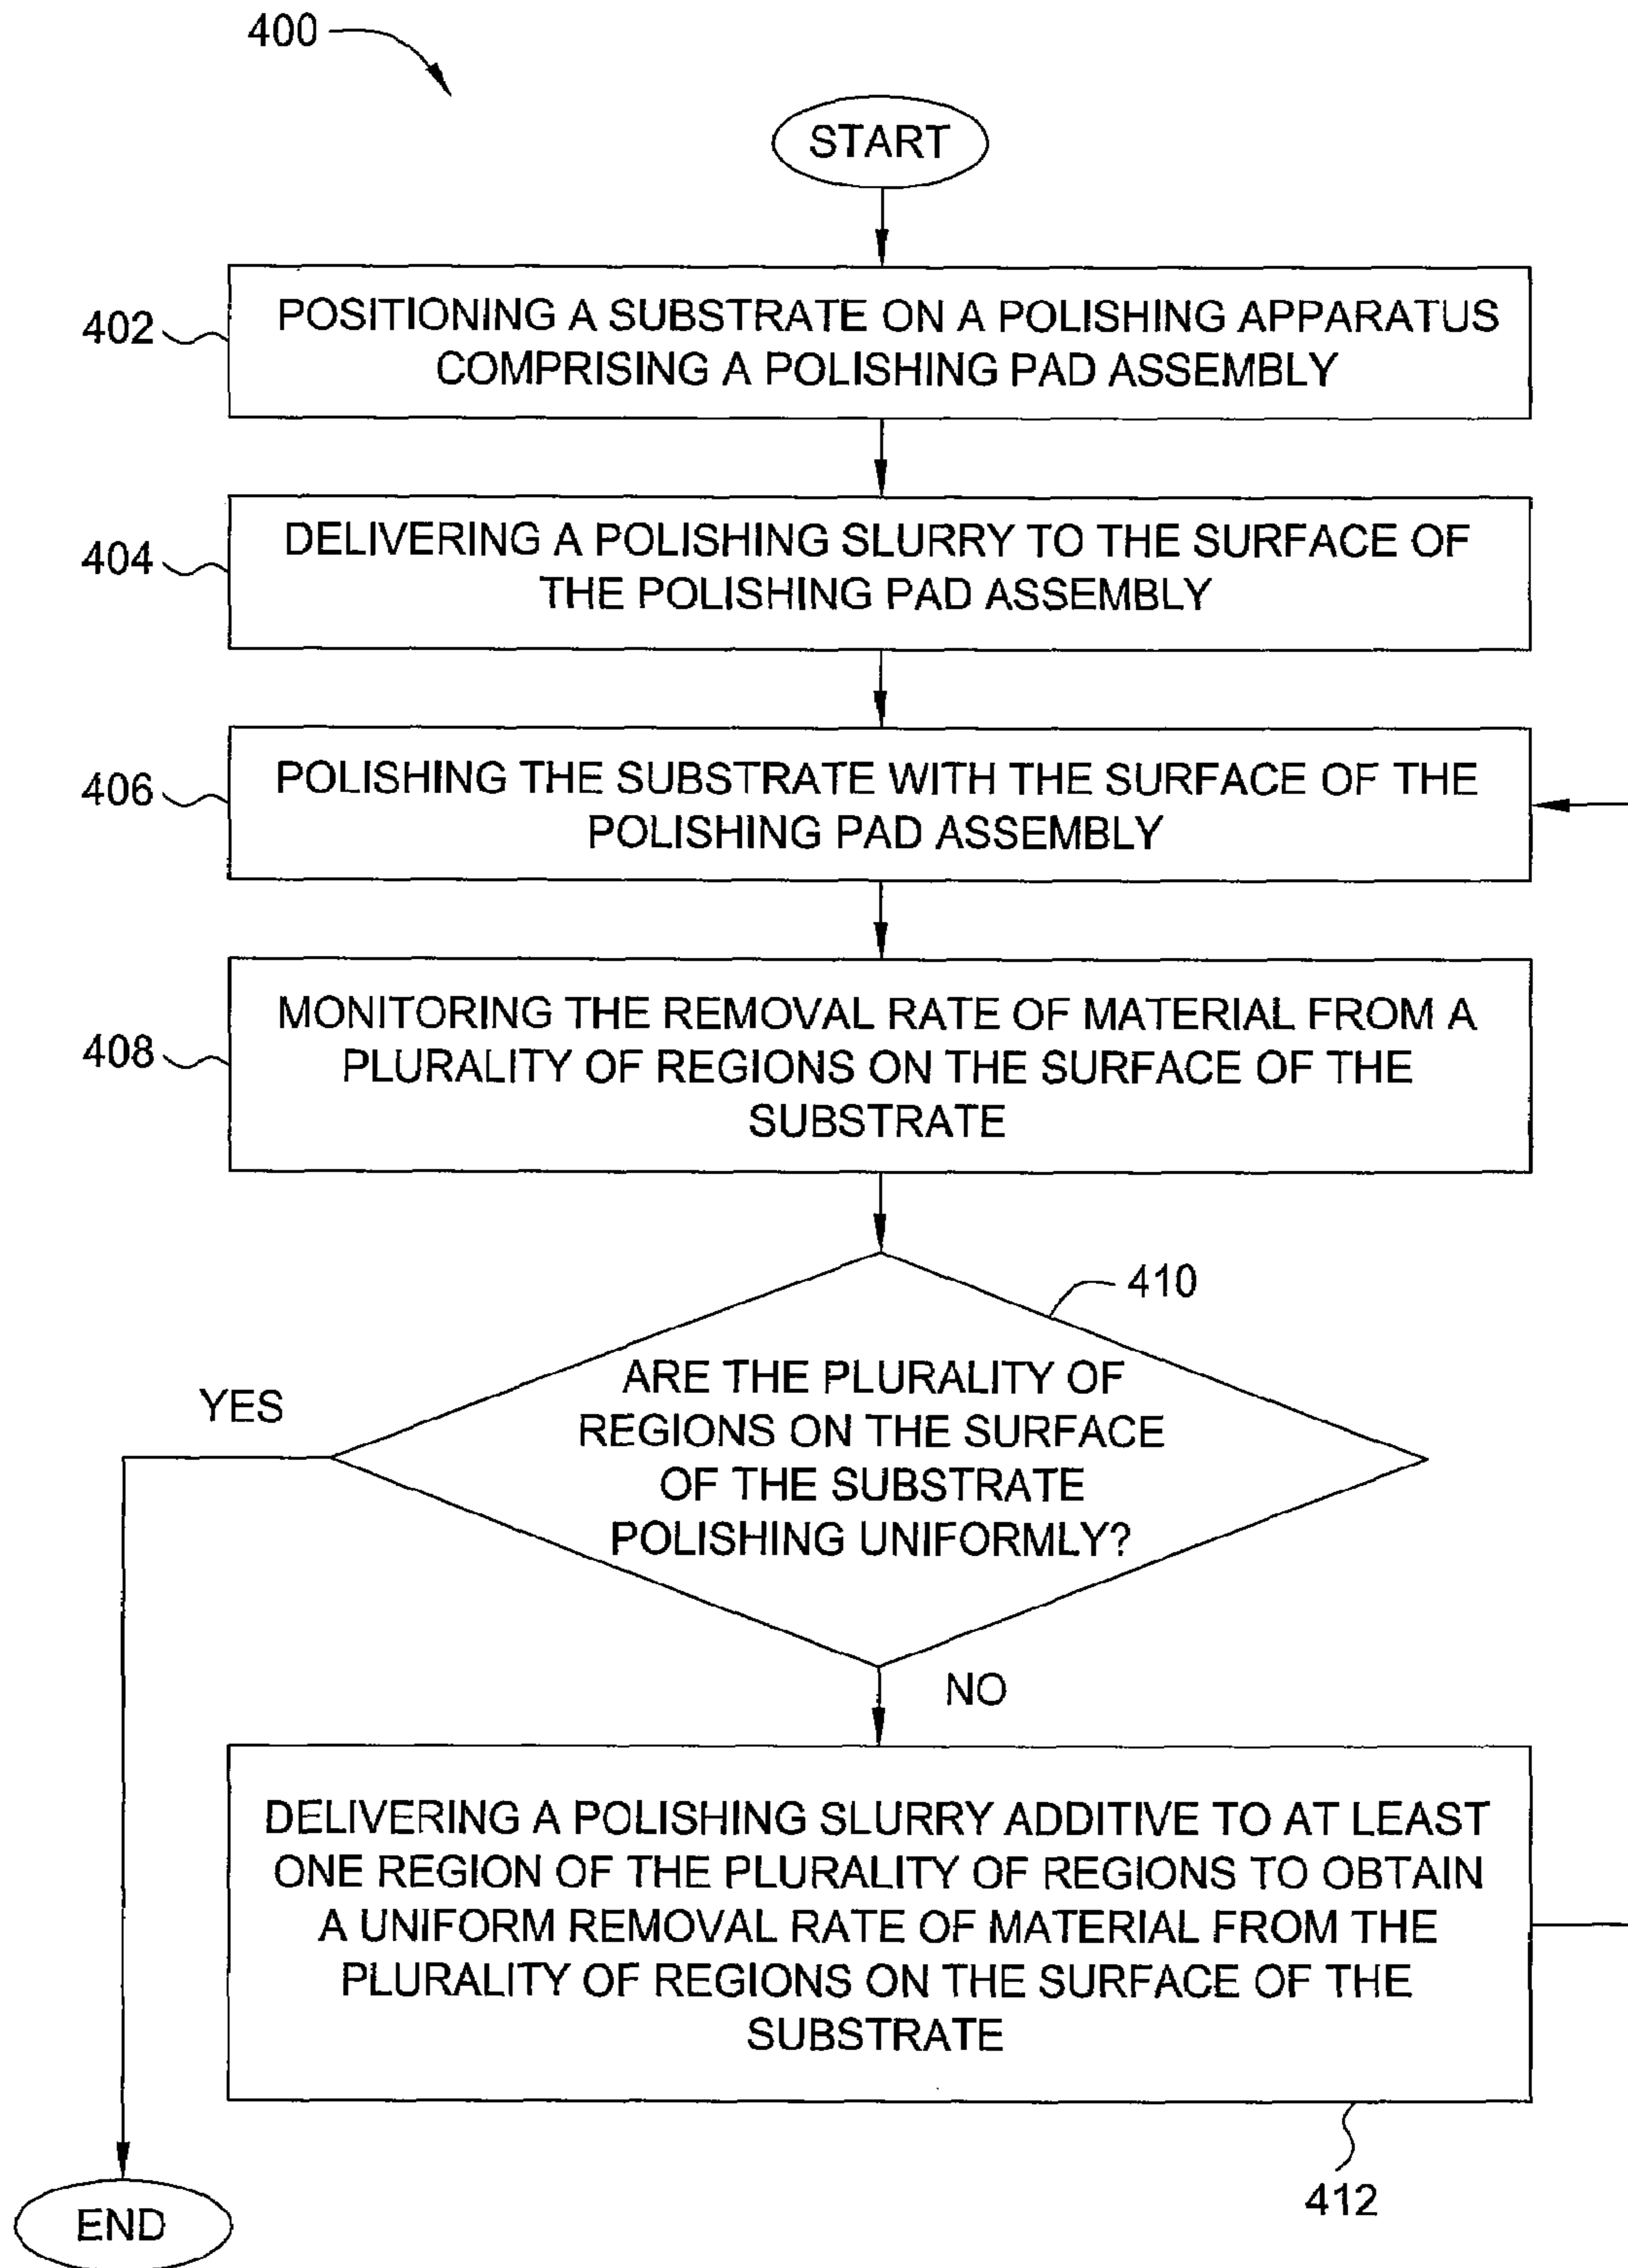 400
START
402
POSITIONING A SUBSTRATE ON A POLISHING APPARATUS
COMPRISING A POLISHING PAD ASSEMBLY
404
DELIVERING A POLISHING SLURRY TO THE SURFACE OF
THE POLISHING PAD ASSEMBLY
406
POLISHING THE SUBSTRATE WITH THE SURFACE OF THE
POLISHING PAD ASSEMBLY
408
MONITORING THE REMOVAL RATE OF MATERIAL FROM A
PLURALITY OF REGIONS ON THE SURFACE OF THE
SUBSTRATE
410
ARE THE PLURALITY OF
REGIONS ON THE SURFACE
OF THE SUBSTRATE
POLISHING UNIFORMLY?
YES
NO
DELIVERING A POLISHING SLURRY ADDITIVE TO AT LEAST
ONE REGION OF THE PLURALITY OF REGIONS TO OBTAIN
A UNIFORM REMOVAL RATE OF MATERIAL FROM THE
PLURALITY OF REGIONS ON THE SURFACE OF THE
SUBSTRATE
412
END